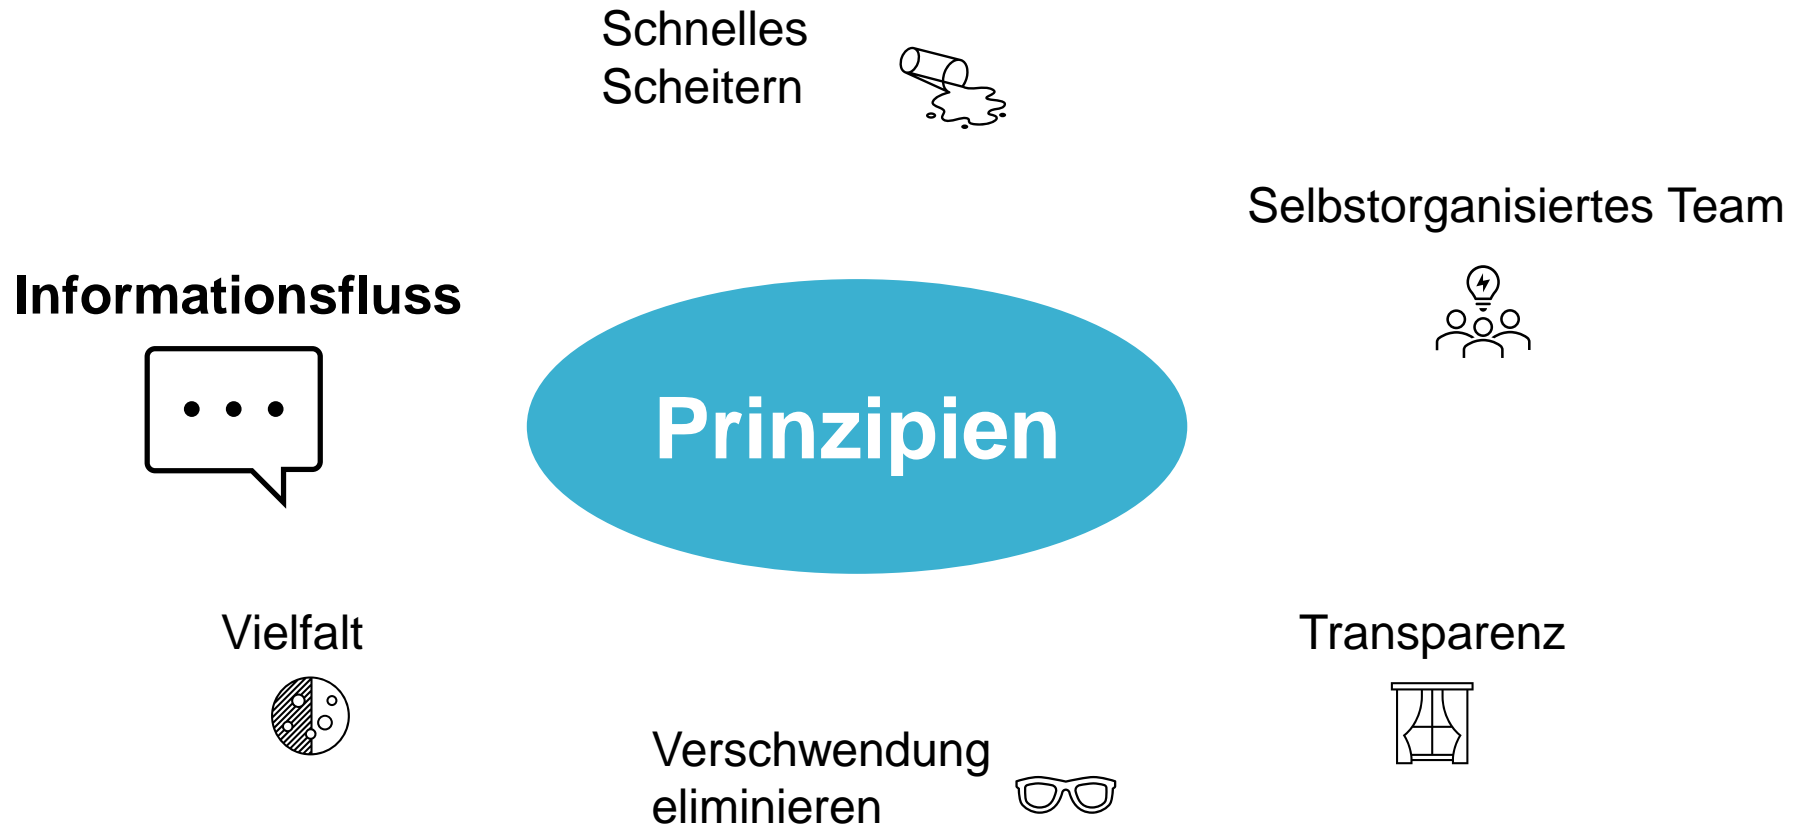 Schnelles
Scheitern
Selbstorganisiertes Team
Informationsfluss
Prinzipien
Vielfalt
Transparenz
Verschwendung
eliminieren